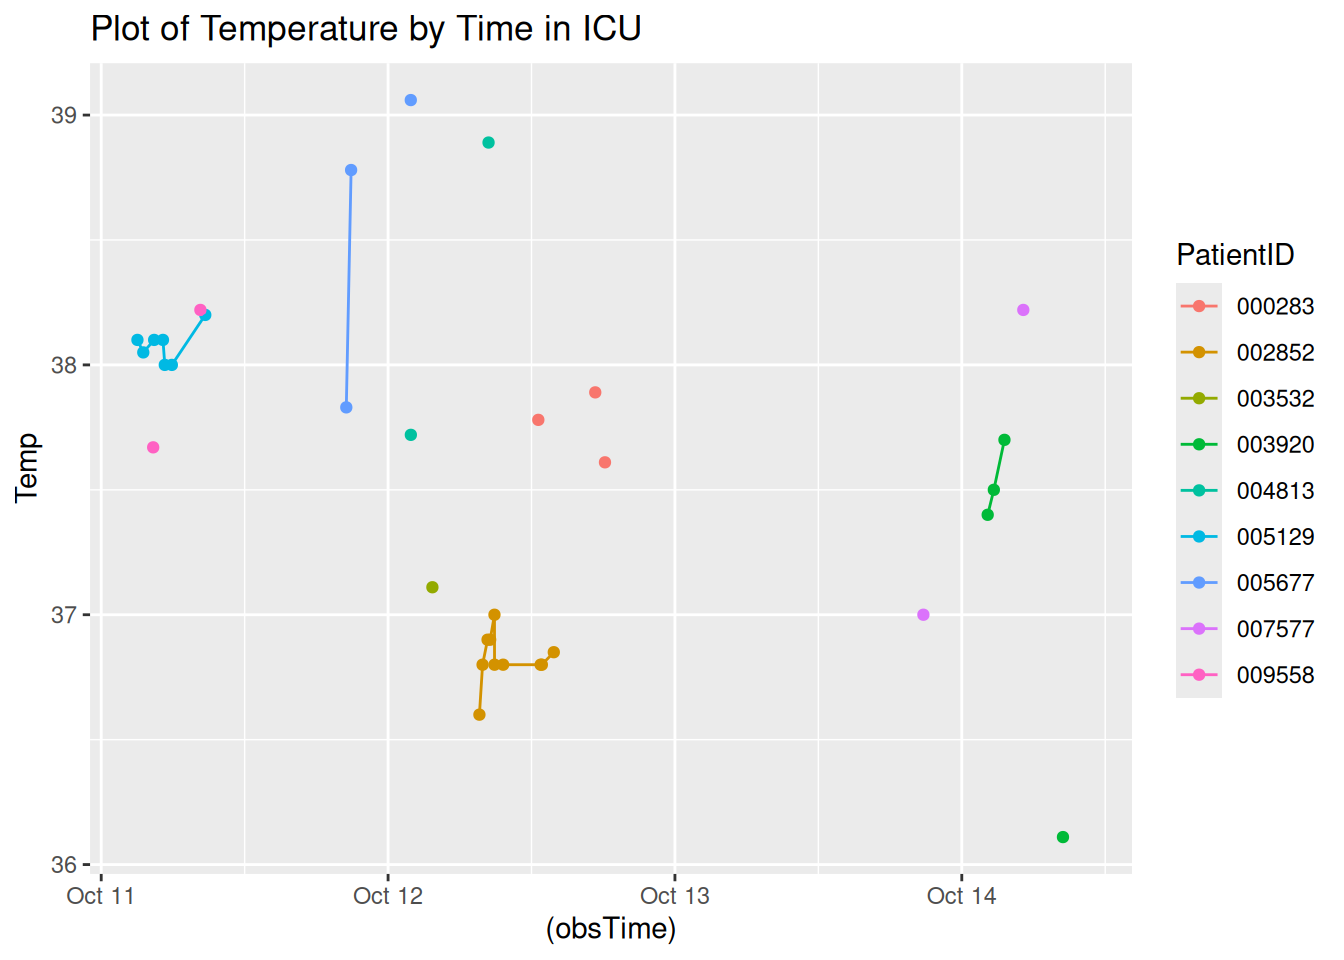 Plot of Temperature by Time in ICU
39
38
37
36
Temp
Oct 11
Oct 12
Oct 13
Oct 14
(obsTime)
PatientID
000283
002852
003532
003920
004813
005129
005677
007577
009558